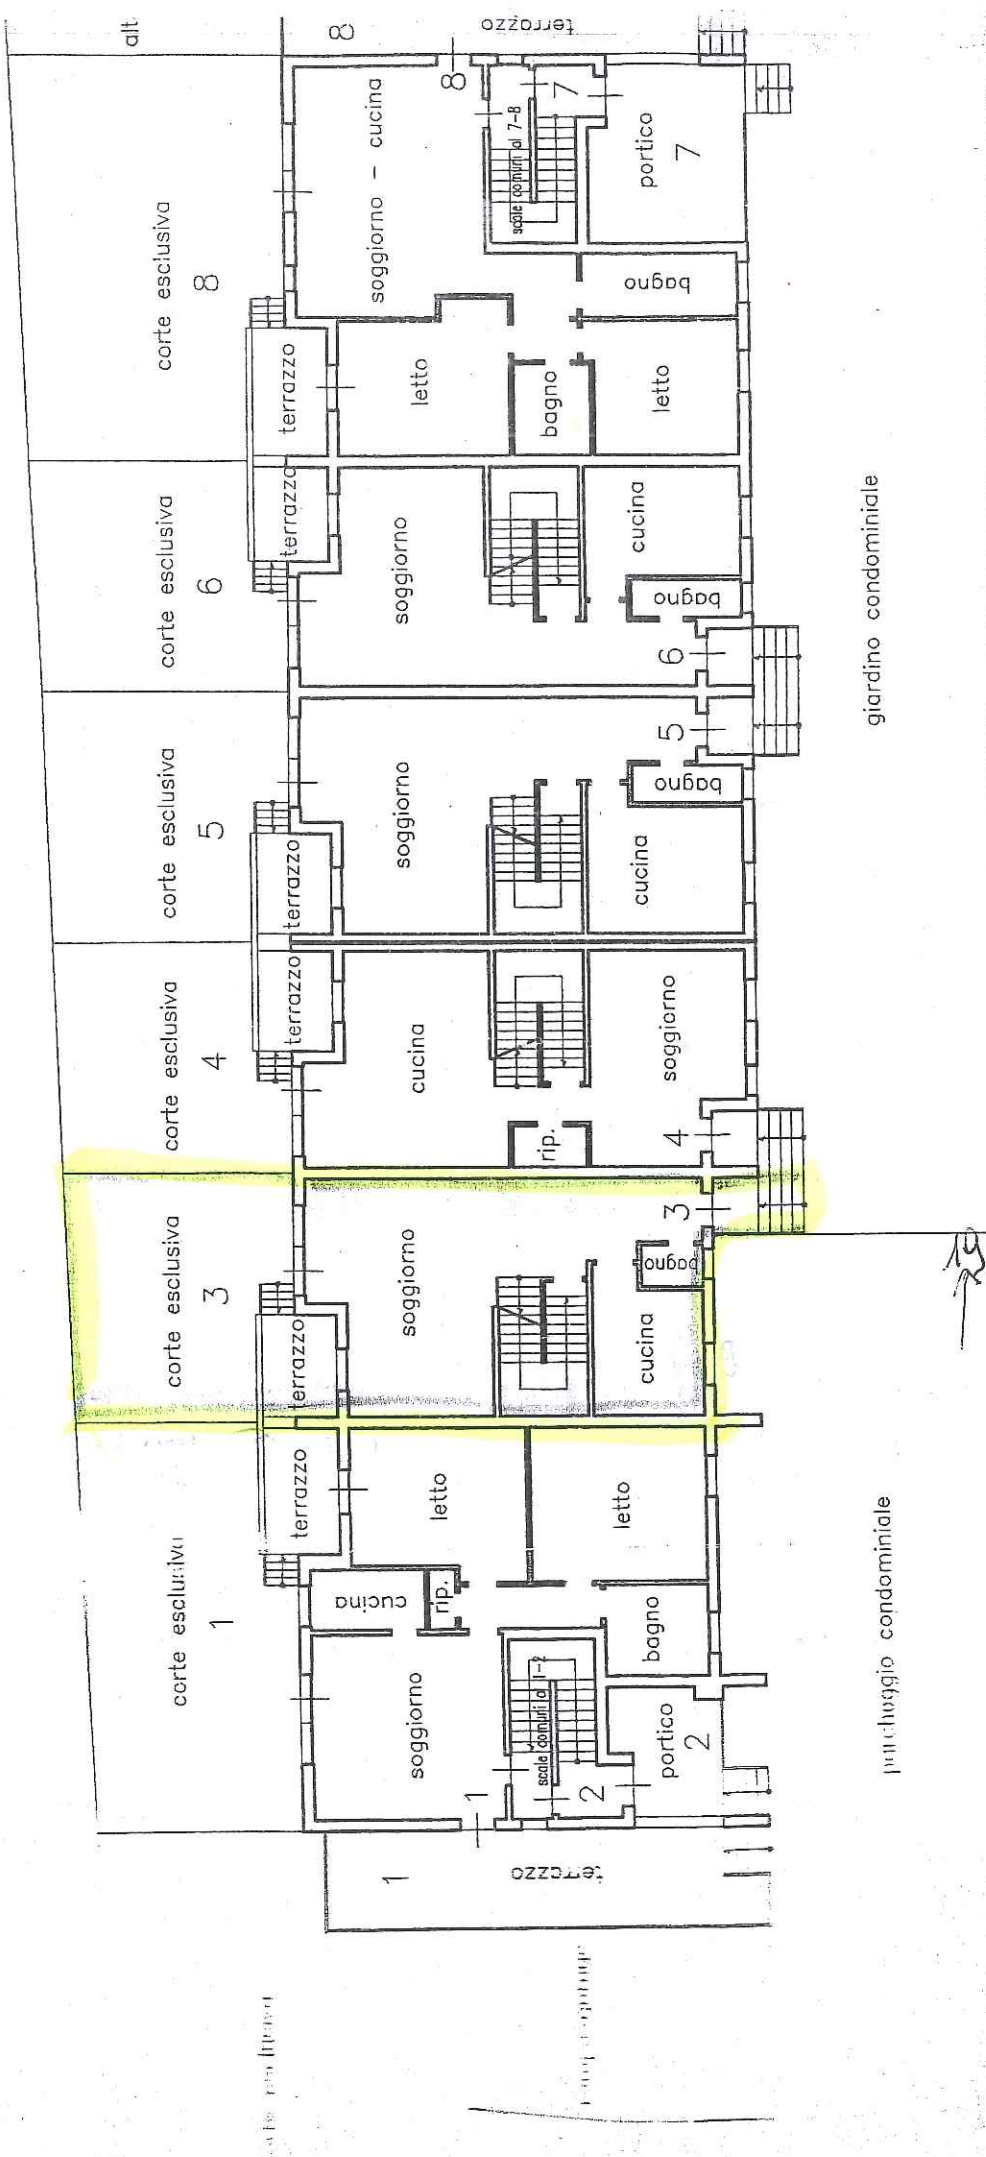 alt
8
terrazzo
corte esclusiva
8
terrazzo
soggiorno - cucina
8
scale comuni al 7-8
7
portico
7
letto
bagno
bagno
letto
corte esclusiva
6
terrazzo
soggiorno
cucina
bagno
6
corte esclusiva
5
terrazzo
soggiorno
5
bagno
cucina
giardino condominiale
corte esclusiva
4
terrazzo
cucina
soggiorno
rip.
4
corte esclusiva
3
terrazzo
soggiorno
3
bagno
cucina
19
corte esclusiva
1
terrazzo
letto
letto
cucina
rip.
bagno
soggiorno
1
scale comuni al 1-2
2
portico
2
1
terrazzo
parcheggio condominiale